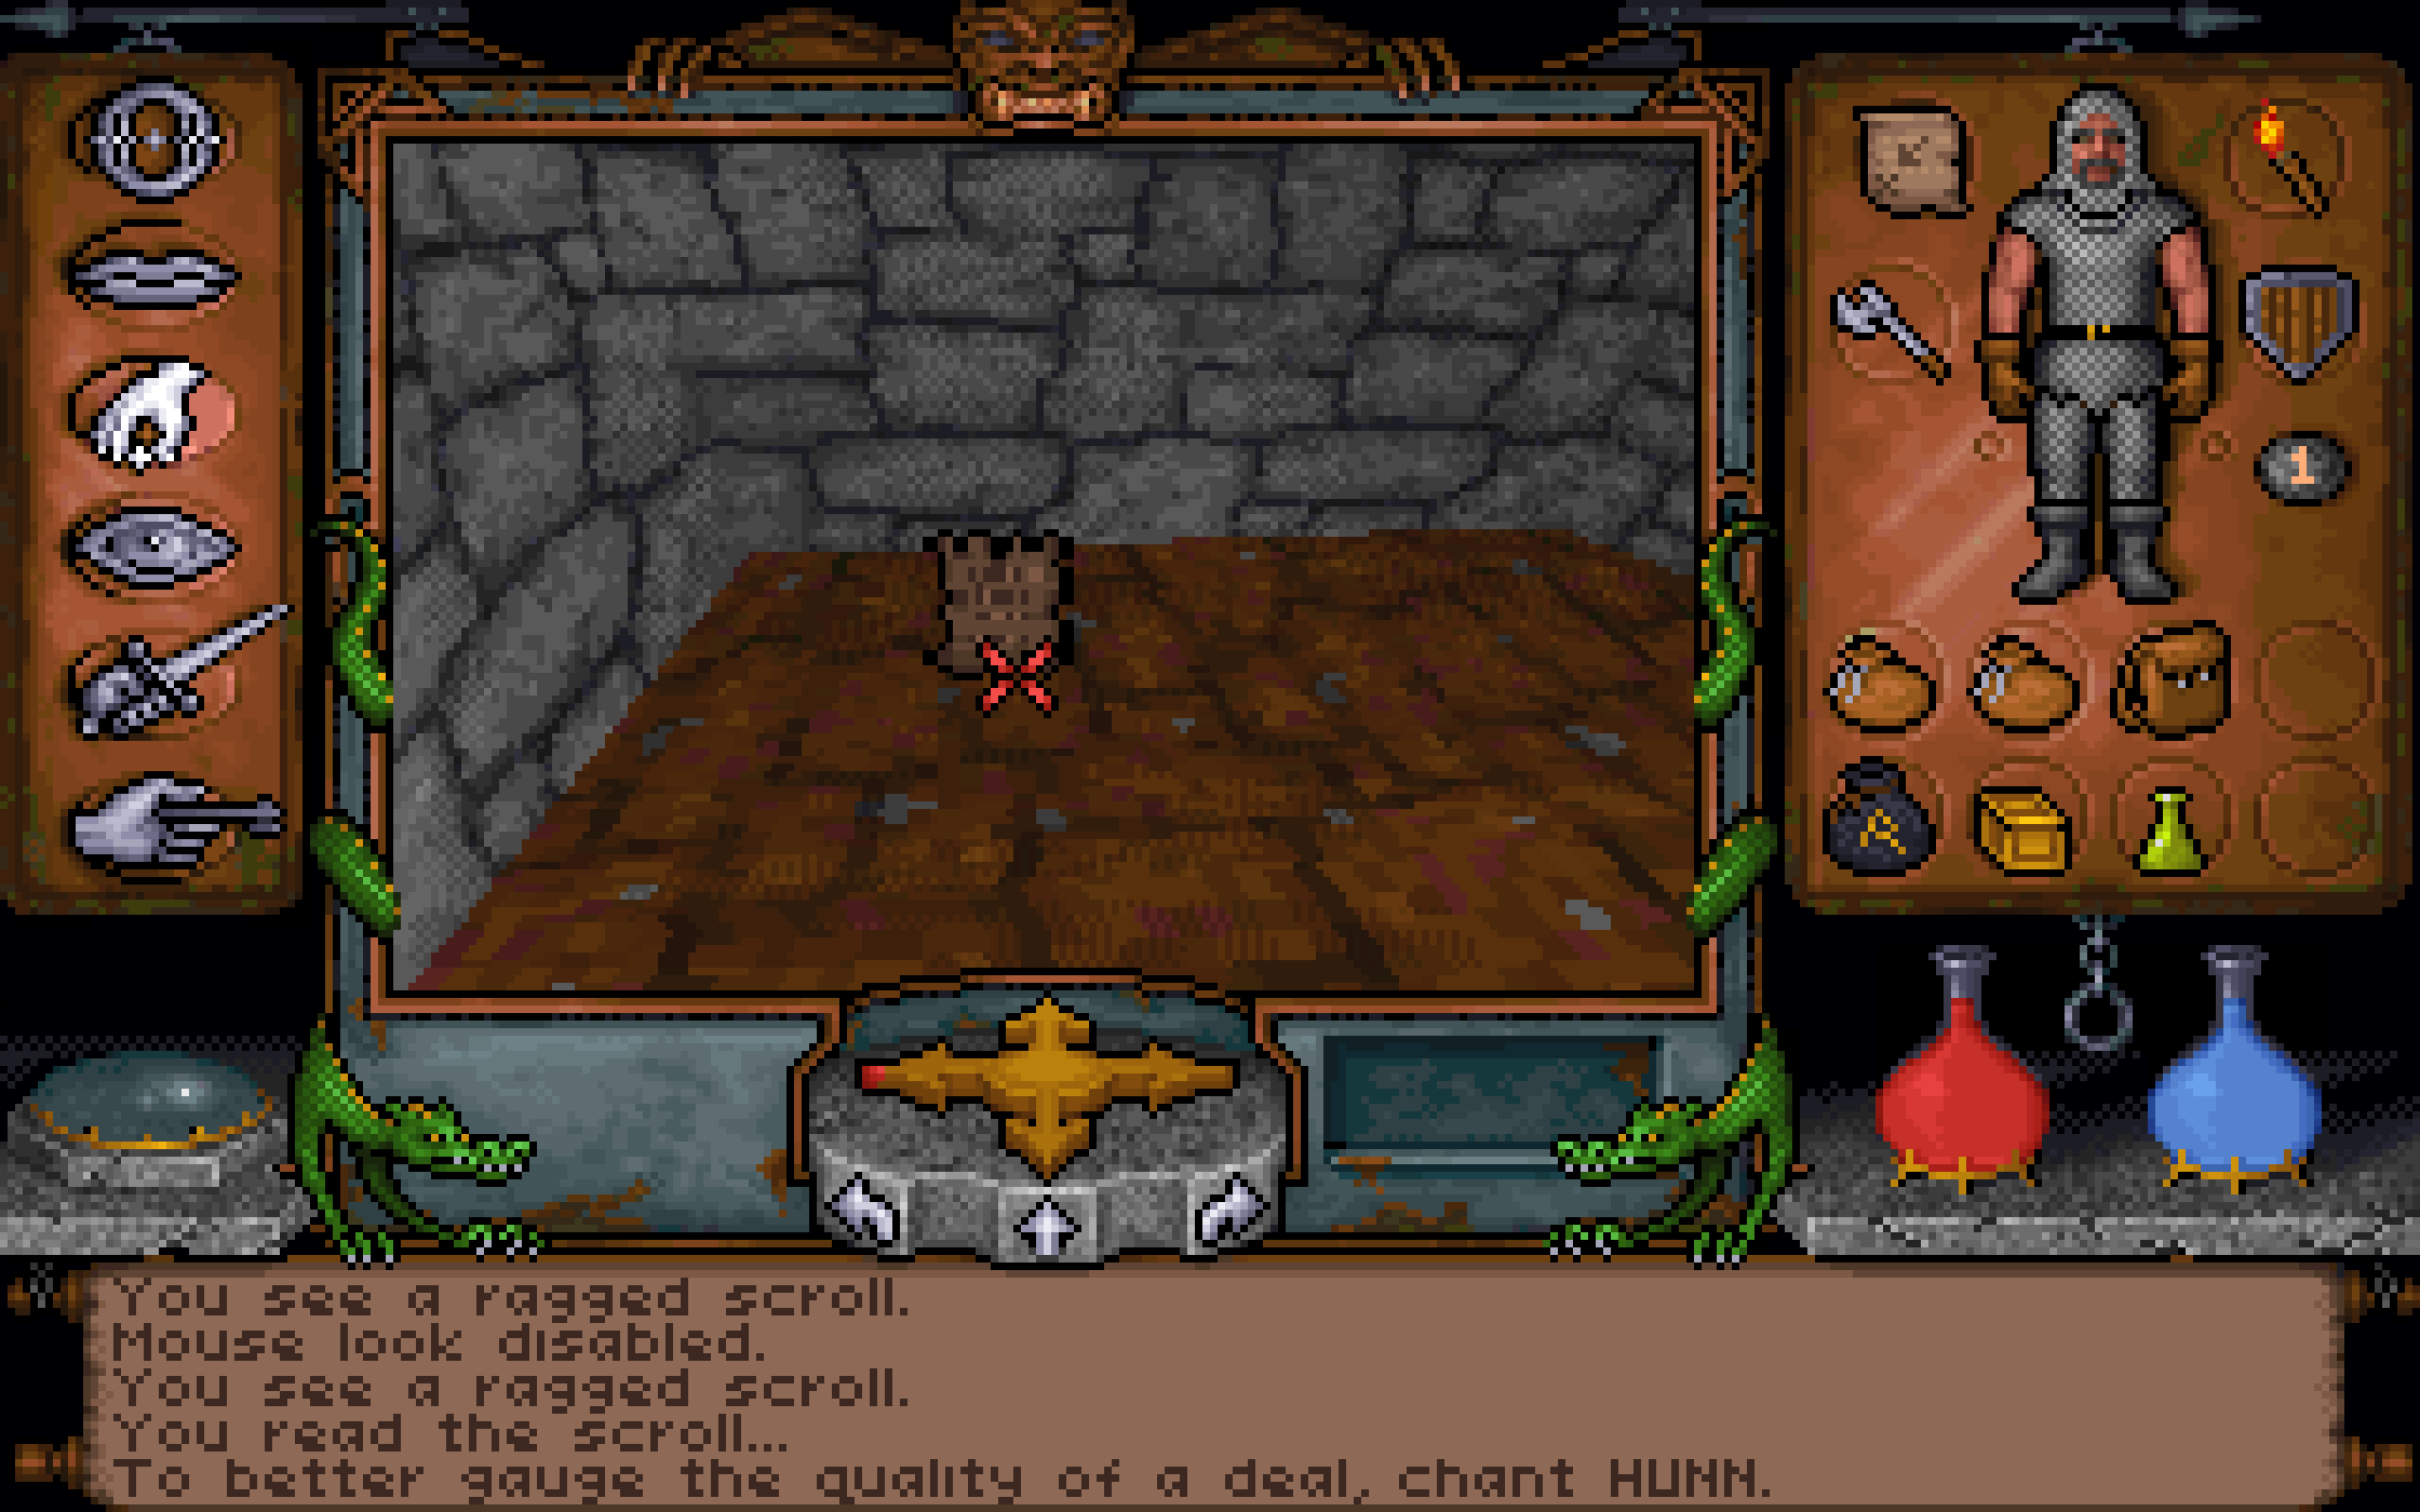 1
You see a ragged scroll.
Mouse look disabled.
You see a ragged scroll.
You read the scroll...
To better gauge the quality of a deal, chant HUNN.